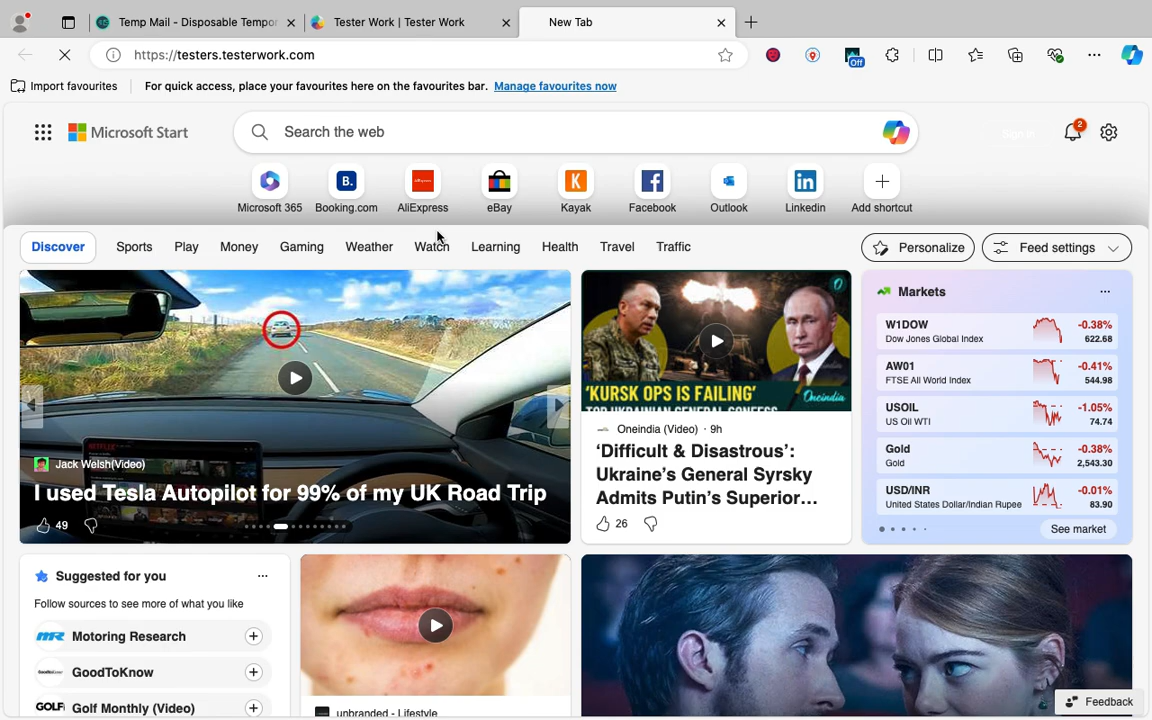 Temp Mail - Disposable Tempor
Tester Work | Tester Work
New Tab
https://testers.testerwork.com
Off
Import favourites
For quick access, place your favourites here on the favourites bar. Manage favourites now
Microsoft Start
Search the web
Sign in
2
Microsoft 365
Booking.com
AliExpress
eBay
Kayak
Facebook
Outlook
Linkedin
Add shortcut
Discover
Sports
Play
Money
Gaming
Weather
Watch
Learning
Health
Travel
Traffic
Personalize
Feed settings
Jack Welsh(Video)
I used Tesla Autopilot for 99% of my UK Road Trip
49
'KURSK OPS IS FAILING'
TOP UKRAINIAN GENERAL CONFESS
Oneindia
Oneindia (Video) · 9h
‘Difficult & Disastrous’:
Ukraine’s General Syrsky
Admits Putin’s Superior...
26
Markets
W1DOW -0.38%
Dow Jones Global Index 622.68
AW01 -0.41%
FTSE All World Index 544.98
USOIL -1.05%
US Oil WTI 74.74
Gold -0.38%
Gold 2,543.30
USD/INR -0.01%
United States Dollar/Indian Rupee 83.90
See market
Suggested for you
Follow sources to see more of what you like
Motoring Research
GoodToKnow
Golf Monthly (Video)
unbranded - Lifestyle
Feedback